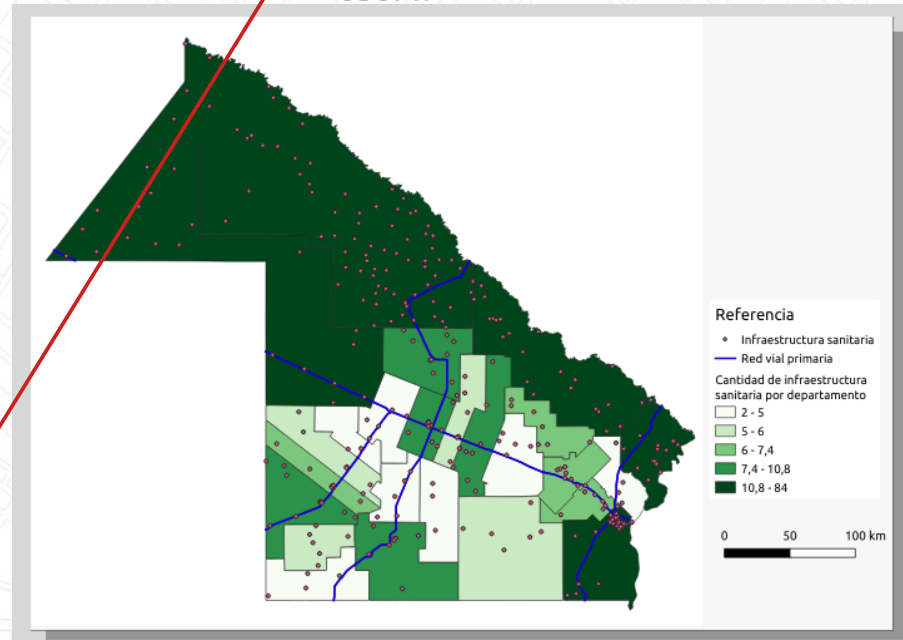 Referencia
Infraestructura sanitaria
Red vial primaria
Cantidad de infraestructura
sanitaria por departamento
2 - 5
5 - 6
6 - 7,4
7,4 - 10,8
10,8 - 84
0 50 100 km